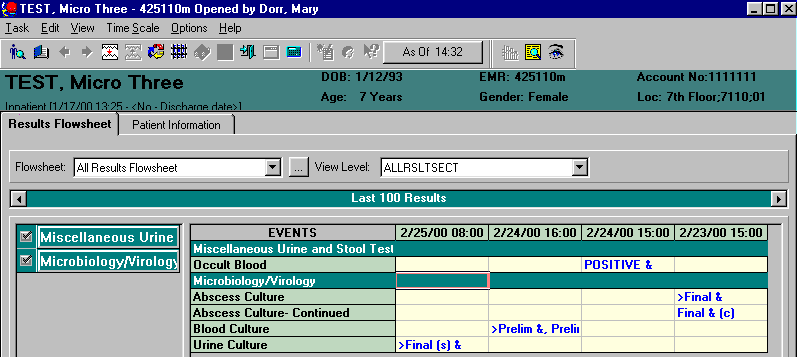 TEST, Micro Three - 425110m Opened by Dorr, Mary
Task Edit View Time Scale Options Help
As Of 14:32
TEST, Micro Three DOB: 1/12/93 EMR: 425110m Account No:1111111
Age: 7 Years Gender: Female Loc: 7th Floor;7110;01
Inpatient [1/17/00 13:25 - <No - Discharge date>]
Results Flowsheet Patient Information
Flowsheet: All Results Flowsheet ... View Level: ALLRSLTSECT
Last 100 Results
Miscellaneous Urine
Microbiology/Virology
EVENTS 2/25/00 08:00 2/24/00 16:00 2/24/00 15:00 2/23/00 15:00
Miscellaneous Urine and Stool Test
Occult Blood POSITIVE &
Microbiology/Virology
Abscess Culture >Final &
Abscess Culture- Continued Final & (c)
Blood Culture >Prelim &, Prelin
Urine Culture >Final (s) &